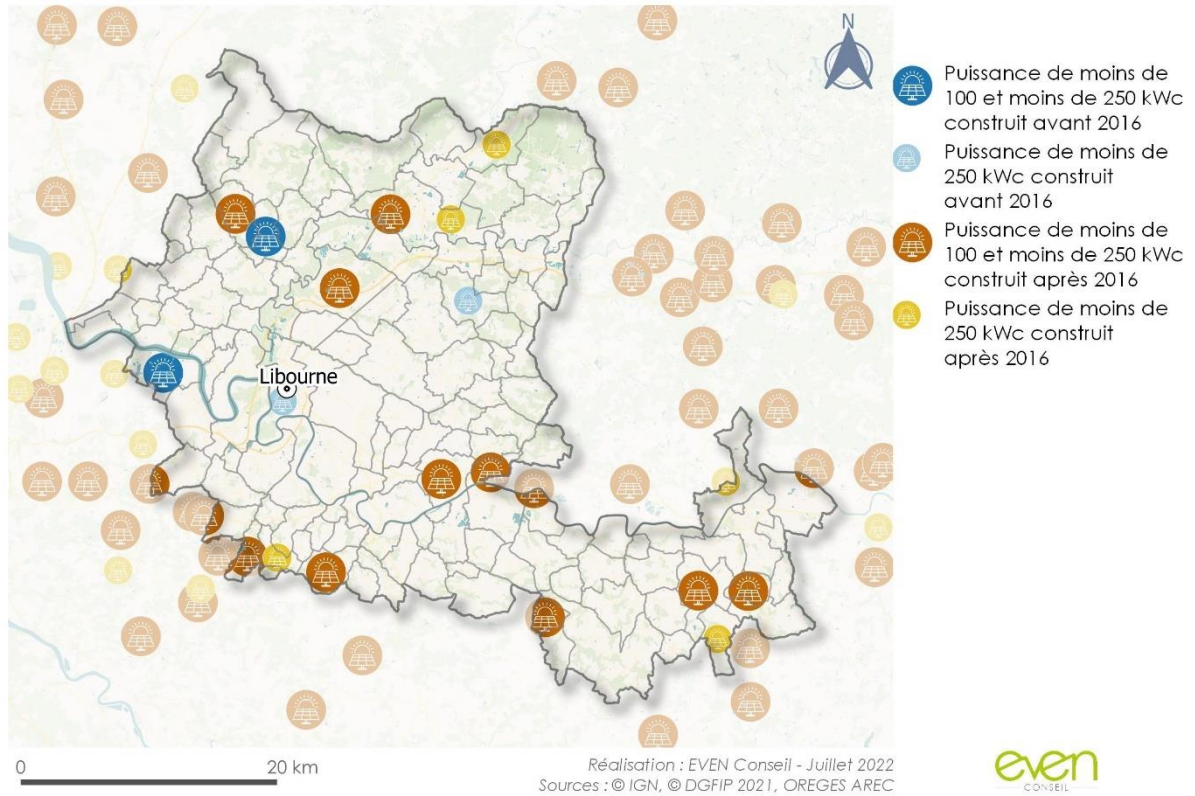 N
Puissance de moins de
100 et moins de 250 kWc
construit avant 2016
Puissance de moins de
250 kWc construit
avant 2016
Puissance de moins de
100 et moins de 250 kWc
construit après 2016
Puissance de moins de
250 kWc construit
après 2016
Libourne
0 20 km
Réalisation : EVEN Conseil - Juillet 2022
Sources : © IGN, © DGFIP 2021, OREGES AREC
even
CONSEIL